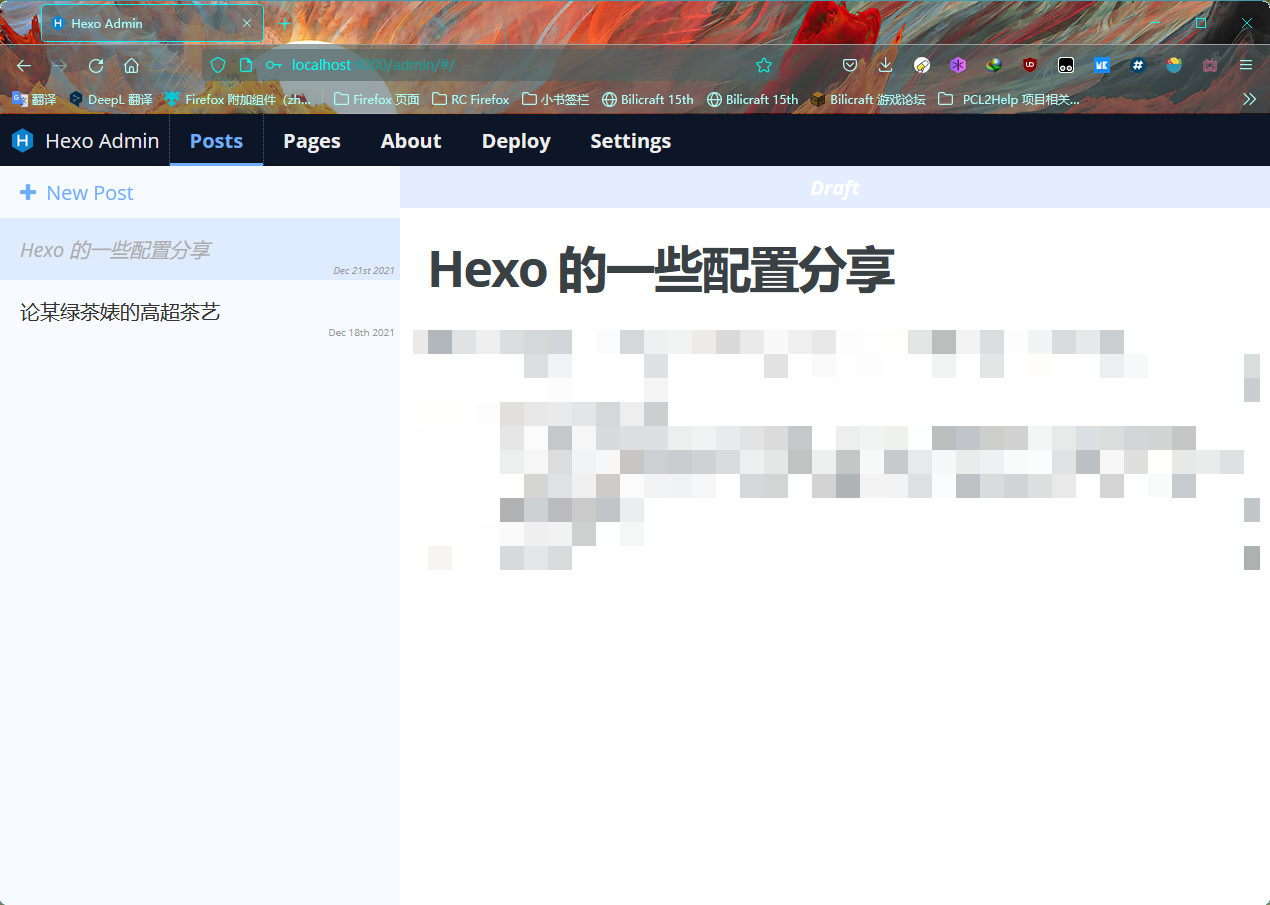 Hexo Admin
localhost:4000/admin/#/
翻译 DeepL 翻译 Firefox 附加组件（zh... Firefox 页面 RC Firefox 小书签栏 Bilicraft 15th Bilicraft 15th Bilicraft 游戏论坛 PCL2Help 项目相关...
Hexo Admin Posts Pages About Deploy Settings
New Post
Draft
Hexo 的一些配置分享
Dec 21st 2021
论某绿茶婊的高超茶艺
Dec 18th 2021
Hexo 的一些配置分享